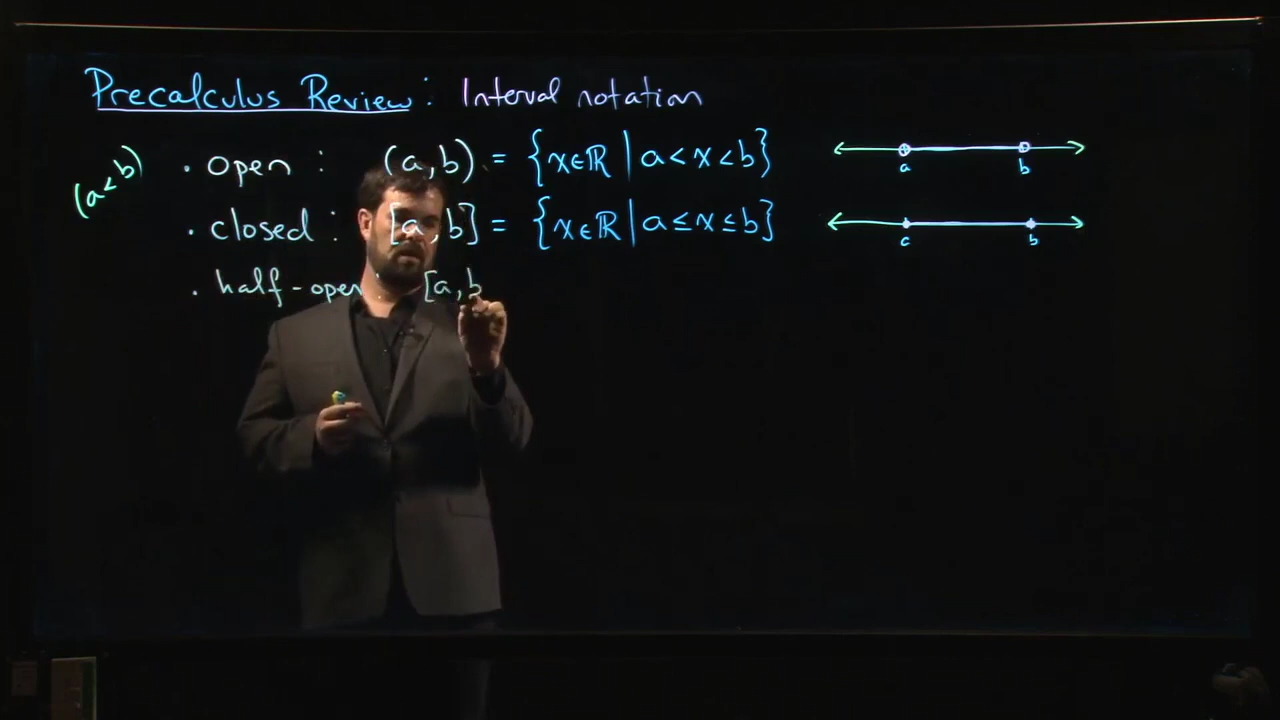 Precalculus Review: Interval notation
(a<b)
• open : (a,b) = {x∈ℝ | a<x<b}
a b
• closed : [a,b] = {x∈ℝ | a≤x≤b}
a b
• half-open : [a,b